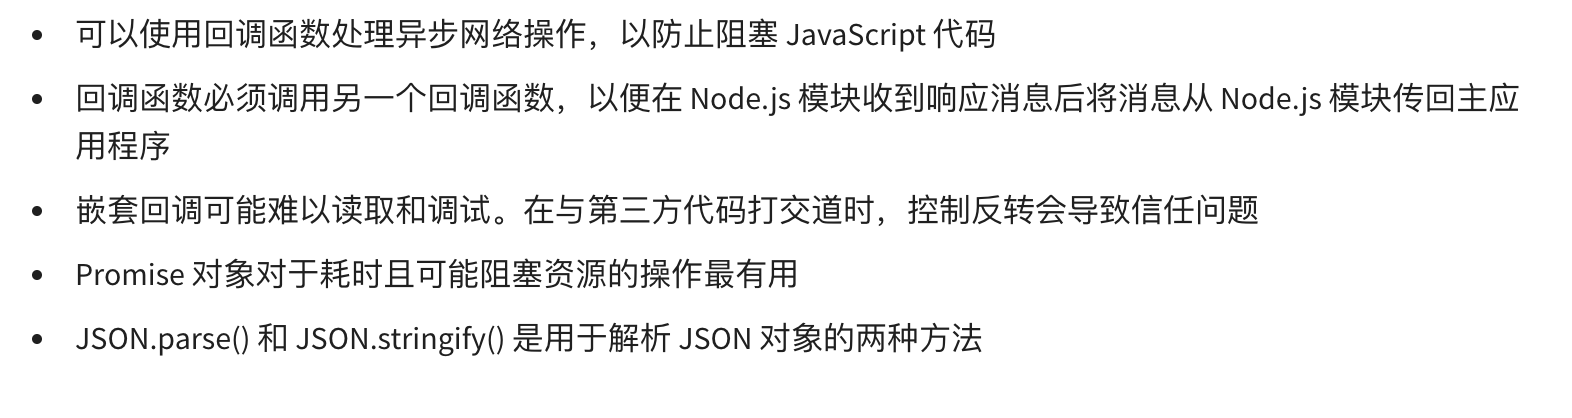 • 可以使用回调函数处理异步网络操作，以防止阻塞 JavaScript 代码
• 回调函数必须调用另一个回调函数，以便在 Node.js 模块收到响应消息后将消息从 Node.js 模块传回主应
用程序
• 嵌套回调可能难以读取和调试。在与第三方代码打交道时，控制反转会导致信任问题
• Promise 对象对于耗时且可能阻塞资源的操作最有用
• JSON.parse() 和 JSON.stringify() 是用于解析 JSON 对象的两种方法